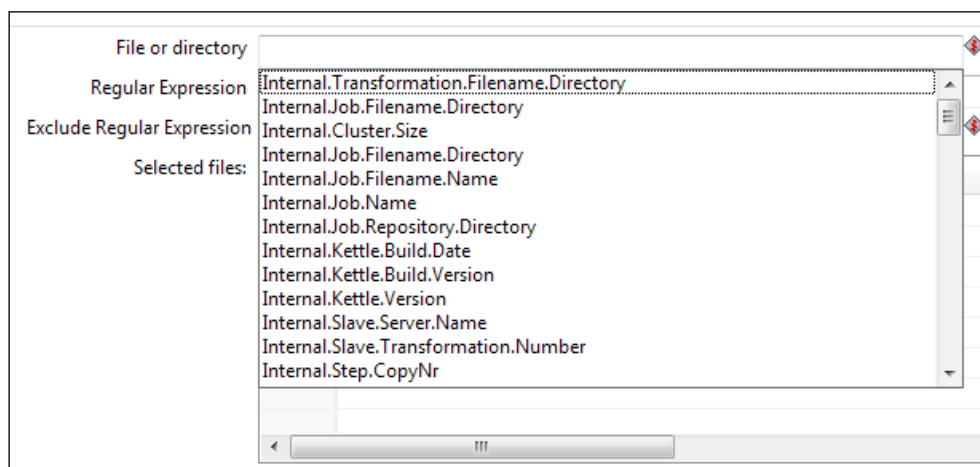 File or directory
Regular Expression
Exclude Regular Expression
Selected files:
Internal.Transformation.Filename.Directory
Internal.Job.Filename.Directory
Internal.Cluster.Size
Internal.Job.Filename.Directory
Internal.Job.Filename.Name
Internal.Job.Name
Internal.Job.Repository.Directory
Internal.Kettle.Build.Date
Internal.Kettle.Build.Version
Internal.Kettle.Version
Internal.Slave.Server.Name
Internal.Slave.Transformation.Number
Internal.Step.CopyNr